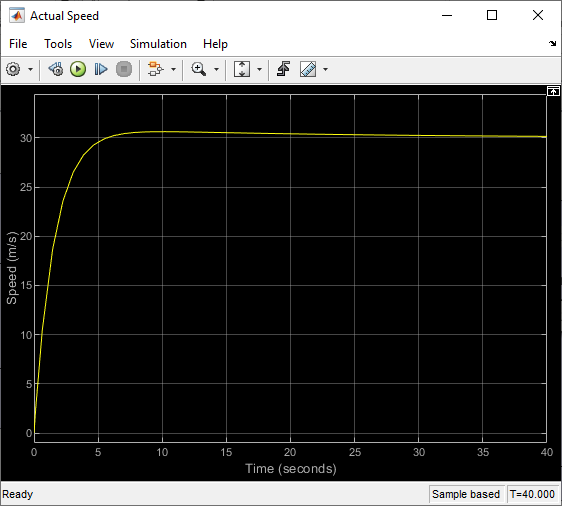 Actual Speed
File Tools View Simulation Help
30
25
20
15
10
5
0
Speed (m/s)
0 5 10 15 20 25 30 35 40
Time (seconds)
Ready Sample based T=40.000